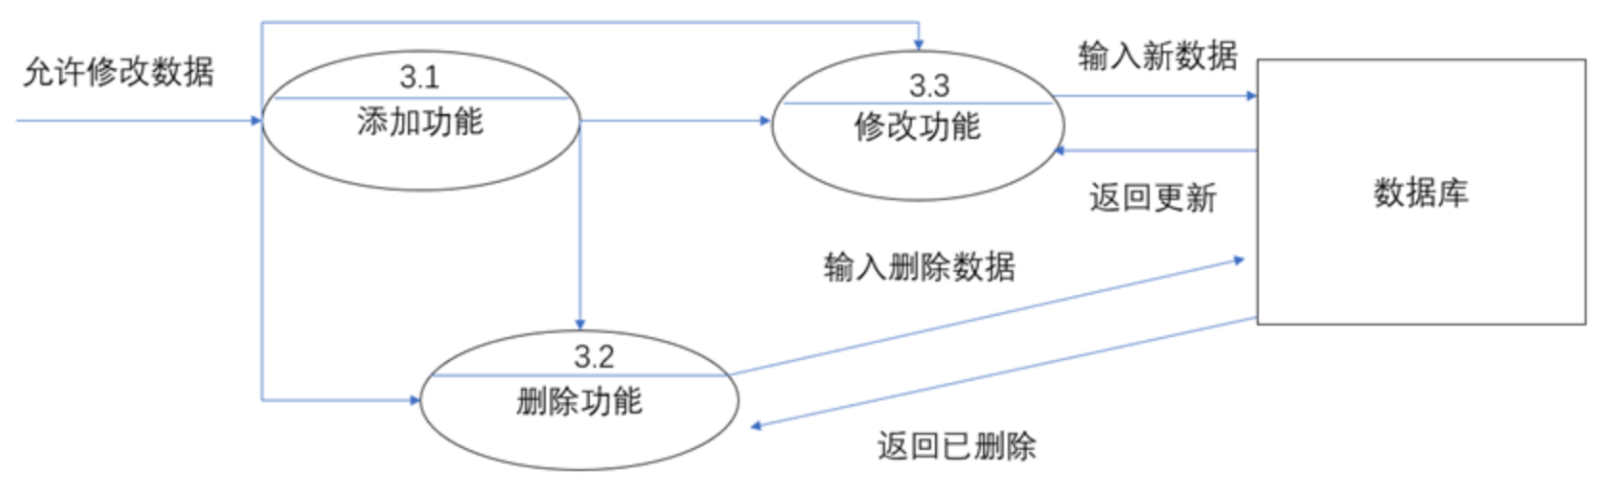 允许修改数据
3.1
添加功能
3.3
修改功能
输入新数据
返回更新
数据库
输入删除数据
3.2
删除功能
返回已删除